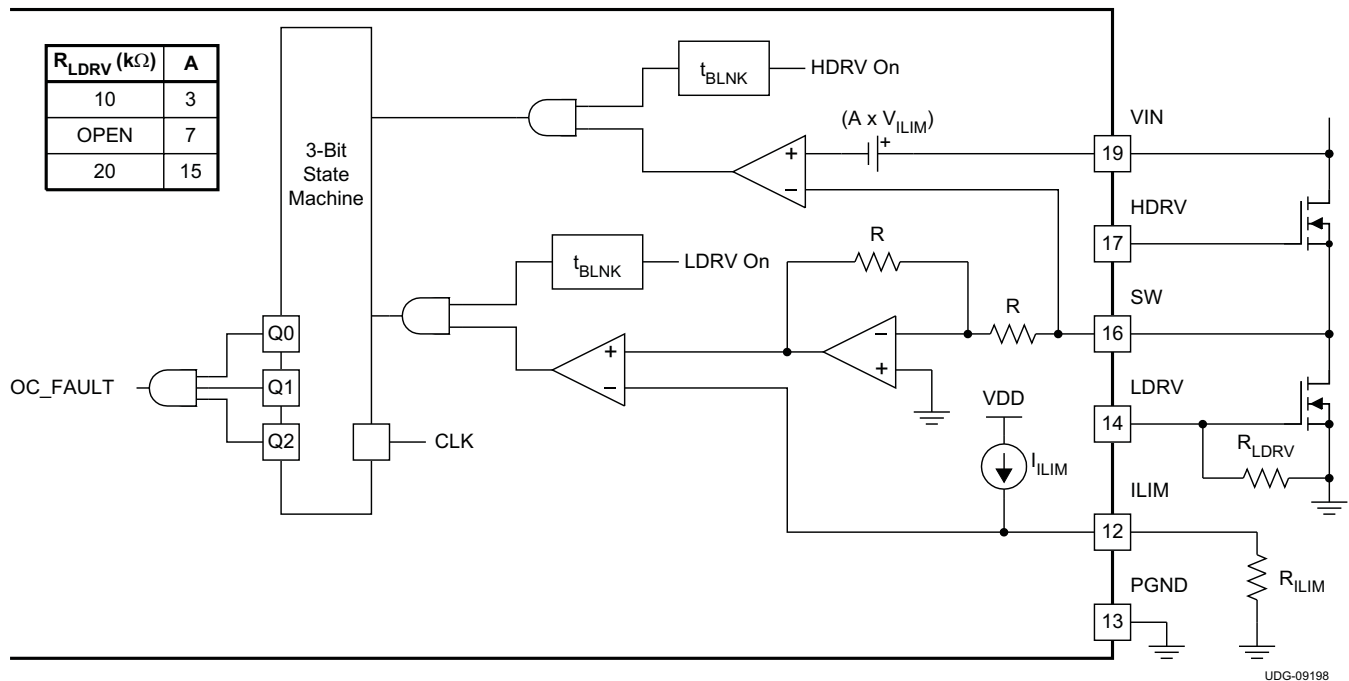 R_LDRV (kΩ) A
10 3
OPEN 7
20 15
3-Bit
State
Machine
t_BLNK
HDRV On
(A x V_ILIM)
+
+
−
VIN
19
HDRV
17
t_BLNK
LDRV On
R
R
SW
16
−
+
+
−
LDRV
14
R_LDRV
VDD
I_ILIM
ILIM
12
R_ILIM
PGND
13
Q0
OC_FAULT
Q1
Q2
CLK
UDG-09198